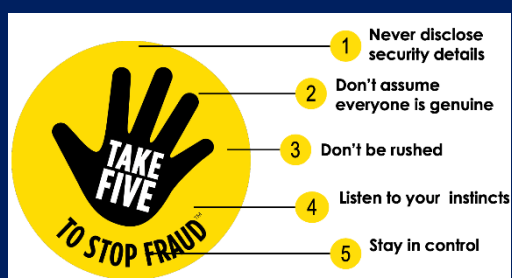 TAKE
FIVE
TO STOP FRAUD™
1 Never disclose
security details
2 Don't assume
everyone is genuine
3 Don't be rushed
4 Listen to your instincts
5 Stay in control